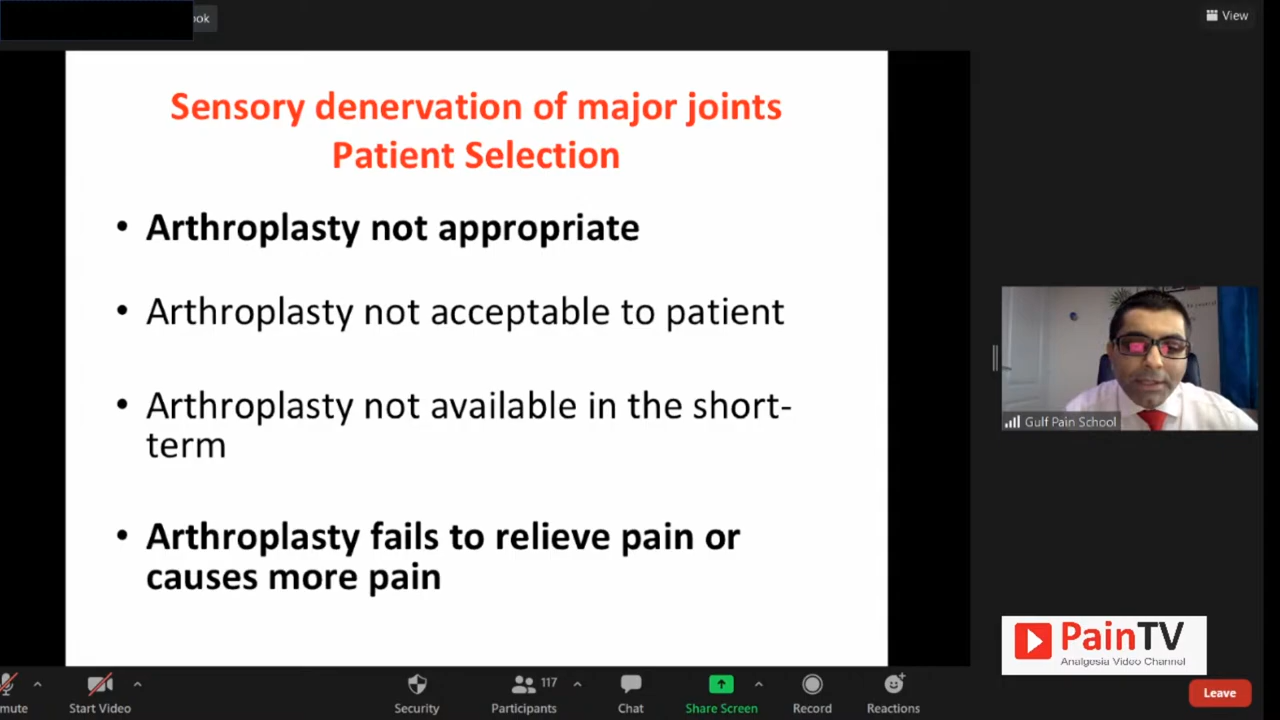 ok
View
Sensory denervation of major joints
Patient Selection
• Arthroplasty not appropriate
• Arthroplasty not acceptable to patient
• Arthroplasty not available in the short-
term
• Arthroplasty fails to relieve pain or
causes more pain
Gulf Pain School
PainTV
Analgesia Video Channel
mute
Start Video
Security
117
Participants
Chat
Share Screen
Record
Reactions
Leave